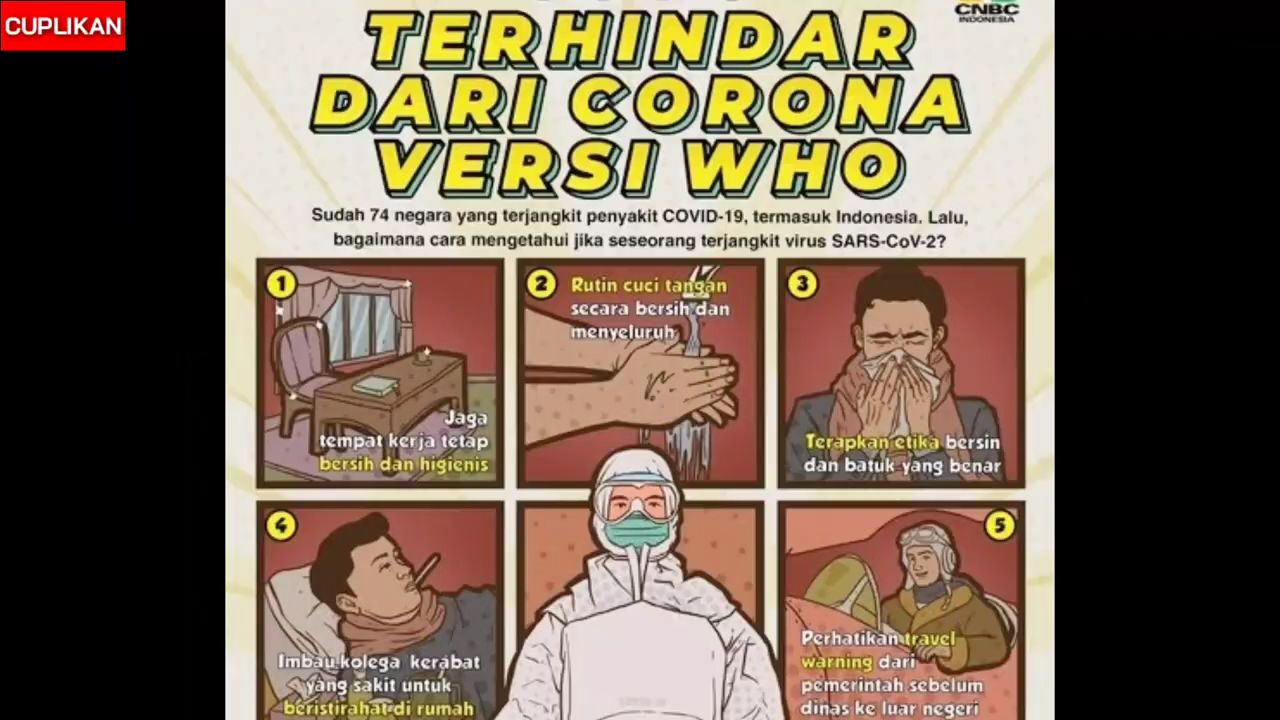 CUPLIKAN
CNBC
INDONESIA
TERHINDAR
DARI CORONA
VERSI WHO
Sudah 74 negara yang terjangkit penyakit COVID-19, termasuk Indonesia. Lalu,
bagaimana cara mengetahui jika seseorang terjangkit virus SARS-CoV-2?
1
Jaga
tempat kerja tetap
bersih dan higienis
2
Rutin cuci tangan
secara bersih dan
menyeluruh
3
Terapkan etika bersin
dan batuk yang benar
4
Imbau kolega kerabat
yang sakit untuk
beristirahat di rumah
5
Perhatikan travel
warning dari
pemerintah sebelum
dinas ke luar negeri